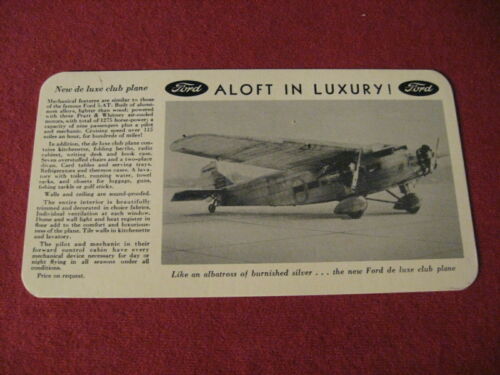 New de luxe club plane
Mechanical features are similar to those
of the famous Ford 5-AT. Built of alumi-
num alloys, lighter than wood; powered
with three Pratt & Whitney air-cooled
motors, with total of 1275 horse-power; a
capacity of nine passengers plus a pilot
and mechanic. Cruising speed over 115
miles an hour, for hundreds of miles!
In addition, the de luxe club plane con-
tains kitchenette, folding berths, radio
cabinet, writing desk and book case.
Seven overstuffed chairs and a two-place
divan. Card tables and serving trays.
Refrigerators and thermos cases. A lava-
tory with toilet, running water, towel
racks, and closets for luggage, guns,
fishing tackle or golf sticks.
Walls and ceiling are sound-proofed.
The entire interior is beautifully
trimmed and decorated in choice fabrics.
Individual ventilation at each window.
Dome and wall light and heat register in
floor add to the comfort and luxurious-
ness of the plane. Tile walls in kitchenette
and lavatory.
The pilot and mechanic in their
forward control cabin have every
mechanical device necessary for day or
night flying in all seasons under all
conditions.
Price on request.
Ford ALOFT IN LUXURY! Ford
Like an albatross of burnished silver . . . the new Ford de luxe club plane